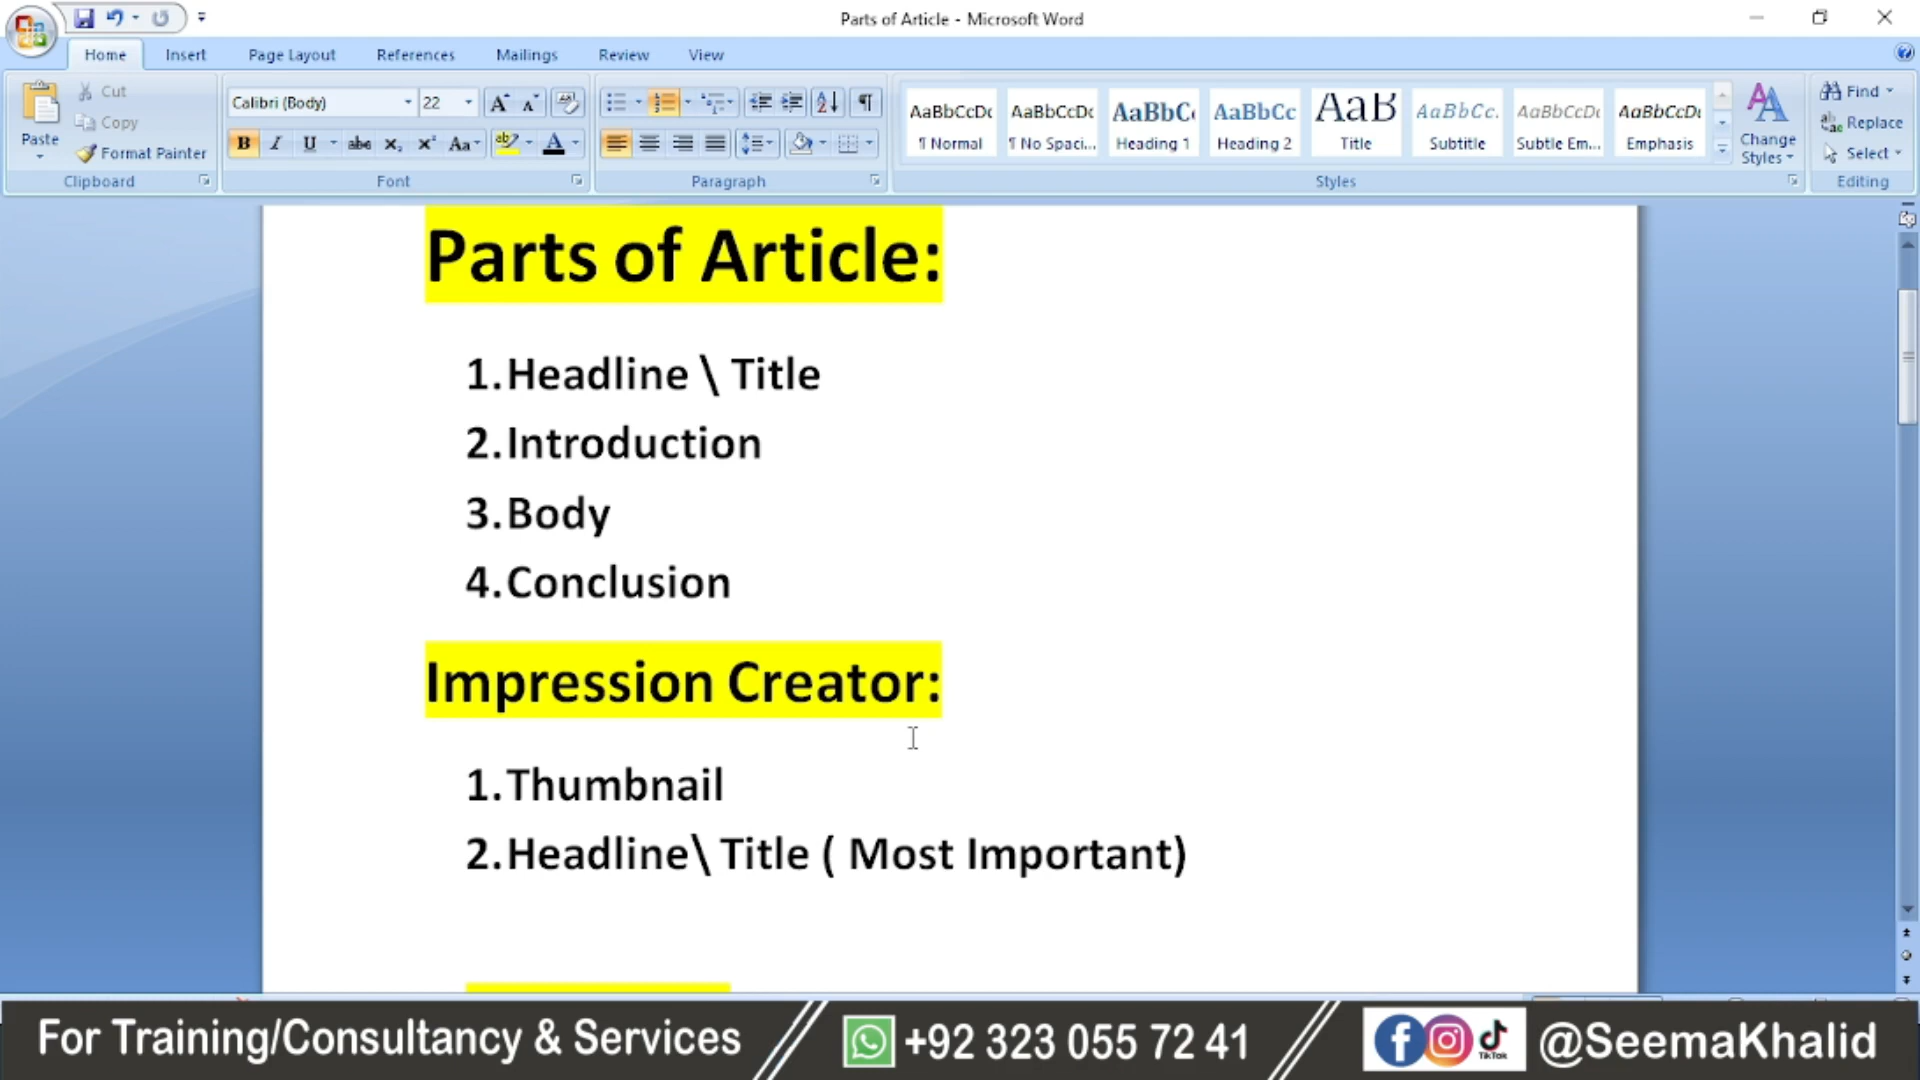 Parts of Article - Microsoft Word
Home Insert Page Layout References Mailings Review View
Paste
Cut
Copy
Format Painter
Clipboard
Calibri (Body) 22
Font
Paragraph
AaBbCcDc AaBbCcDc AaBbC AaBbCc AaB AaBbCc. AaBbCcDc AaBbCcDc
¶ Normal ¶ No Spaci... Heading 1 Heading 2 Title Subtitle Subtle Em... Emphasis
Change Styles
Styles
Find
Replace
Select
Editing
Parts of Article:
1. Headline \ Title
2. Introduction
3. Body
4. Conclusion
Impression Creator:
1. Thumbnail
2. Headline\ Title ( Most Important)
For Training/Consultancy & Services +92 323 055 72 41 TikTok @SeemaKhalid